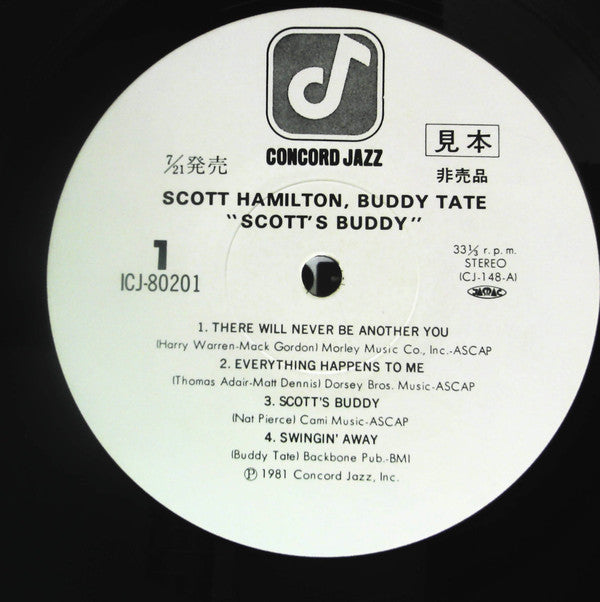 CONCORD JAZZ
7/21発売
見本
非売品
SCOTT HAMILTON, BUDDY TATE
"SCOTT'S BUDDY"
1
ICJ-80201
33⅓ r.p.m.
STEREO
(CJ-148-A)
JASRAC
1. THERE WILL NEVER BE ANOTHER YOU
(Harry Warren-Mack Gordon) Morley Music Co., Inc.-ASCAP
2. EVERYTHING HAPPENS TO ME
(Thomas Adair-Matt Dennis) Dorsey Bros. Music-ASCAP
3. SCOTT'S BUDDY
(Nat Pierce) Cami Music-ASCAP
4. SWINGIN' AWAY
(Buddy Tate) Backbone Pub.-BMI
Ⓟ 1981 Concord Jazz, Inc.